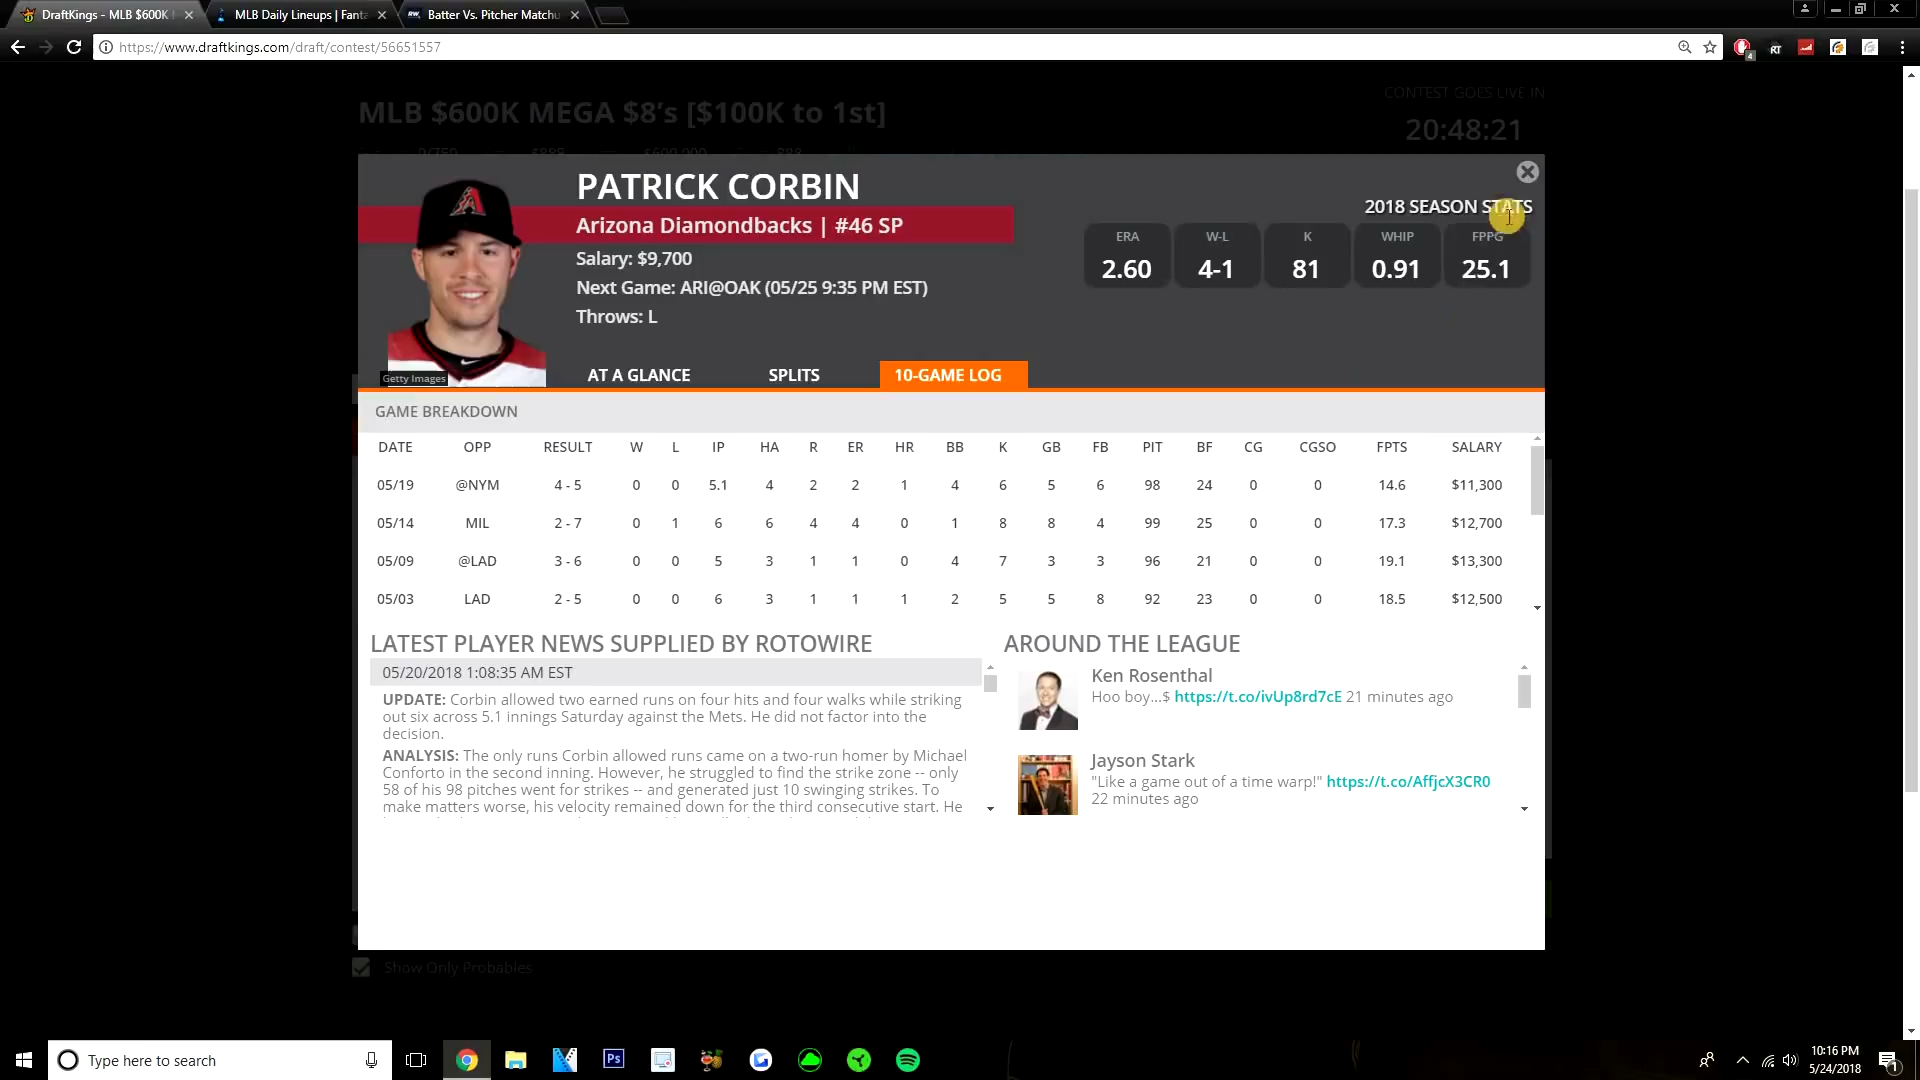 DraftKings - MLB $600K
MLB Daily Lineups | Fanta
Batter Vs. Pitcher Matchu
https://www.draftkings.com/draft/contest/56651557
MLB $600K MEGA $8's [$100K to 1st]
CONTEST GOES LIVE IN
20:48:21
PATRICK CORBIN
Arizona Diamondbacks | #46 SP
Salary: $9,700
Next Game: ARI@OAK (05/25 9:35 PM EST)
Throws: L
2018 SEASON STATS
ERA W-L K WHIP FPPG
2.60 4-1 81 0.91 25.1
Getty Images
AT A GLANCE SPLITS 10-GAME LOG
GAME BREAKDOWN
DATE OPP RESULT W L IP HA R ER HR BB K GB FB PIT BF CG CGSO FPTS SALARY
05/19 @NYM 4 - 5 0 0 5.1 4 2 2 1 4 6 5 6 98 24 0 0 14.6 $11,300
05/14 MIL 2 - 7 0 1 6 6 4 4 0 1 8 8 4 99 25 0 0 17.3 $12,700
05/09 @LAD 3 - 6 0 0 5 3 1 1 0 4 7 3 3 96 21 0 0 19.1 $13,300
05/03 LAD 2 - 5 0 0 6 3 1 1 1 2 5 5 8 92 23 0 0 18.5 $12,500
LATEST PLAYER NEWS SUPPLIED BY ROTOWIRE
05/20/2018 1:08:35 AM EST
UPDATE: Corbin allowed two earned runs on four hits and four walks while striking
out six across 5.1 innings Saturday against the Mets. He did not factor into the
decision.
ANALYSIS: The only runs Corbin allowed runs came on a two-run homer by Michael
Conforto in the second inning. However, he struggled to find the strike zone -- only
58 of his 98 pitches went for strikes -- and generated just 10 swinging strikes. To
make matters worse, his velocity remained down for the third consecutive start. He
AROUND THE LEAGUE
Ken Rosenthal
Hoo boy...$ https://t.co/ivUp8rd7cE 21 minutes ago
Jayson Stark
"Like a game out of a time warp!" https://t.co/AffjcX3CR0
22 minutes ago
Show Only Probables
Type here to search
10:16 PM
5/24/2018